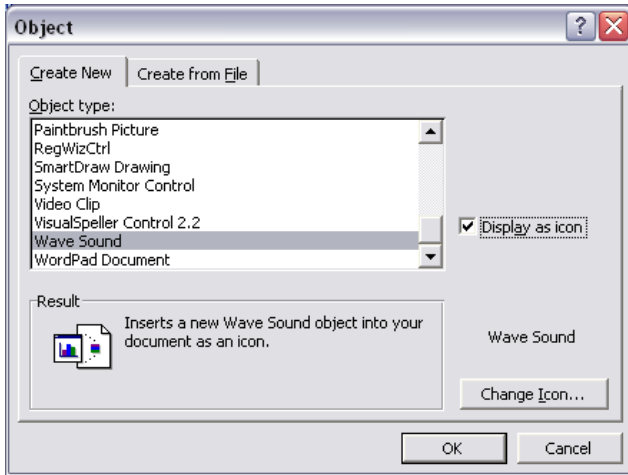 Object
Create New
Create from File
Object type:
Paintbrush Picture
RegWizCtrl
SmartDraw Drawing
System Monitor Control
Video Clip
VisualSpeller Control 2.2
Wave Sound
WordPad Document
Display as icon
Result
Inserts a new Wave Sound object into your
document as an icon.
Wave Sound
Change Icon...
OK
Cancel